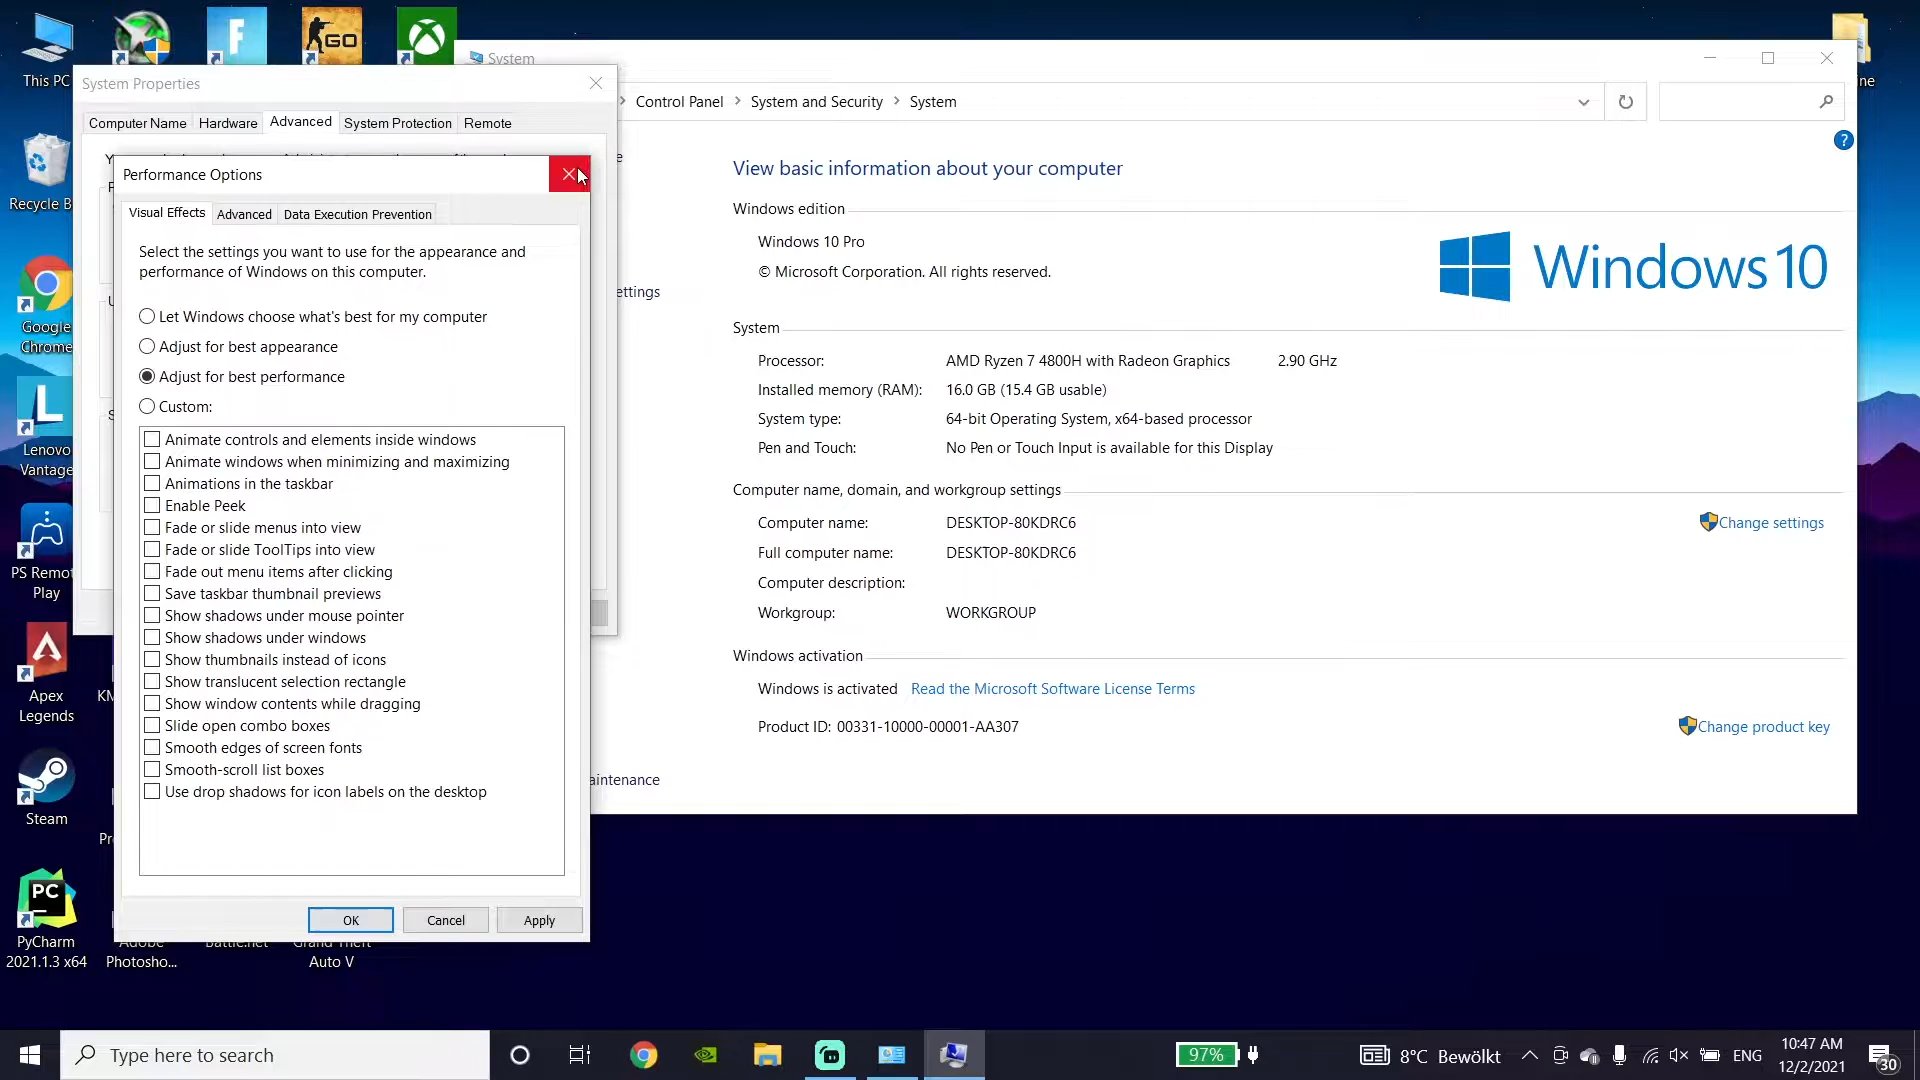 This PC
Recycle B
Google
Chrome
Lenovo
Vantage
PS Remot
Play
Apex
Legends
KM
Steam
Pr
PC
PyCharm
2021.1.3 x64
Adobe
Photosho...
Battle.net
Grand Theft
Auto V
GO
ine
System
Control Panel
System and Security
System
?
e
ettings
aintenance
View basic information about your computer
Windows edition
Windows 10 Pro
© Microsoft Corporation. All rights reserved.
Windows 10
System
Processor: AMD Ryzen 7 4800H with Radeon Graphics 2.90 GHz
Installed memory (RAM): 16.0 GB (15.4 GB usable)
System type: 64-bit Operating System, x64-based processor
Pen and Touch: No Pen or Touch Input is available for this Display
Computer name, domain, and workgroup settings
Computer name: DESKTOP-80KDRC6
Change settings
Full computer name: DESKTOP-80KDRC6
Computer description:
Workgroup: WORKGROUP
Windows activation
Windows is activated Read the Microsoft Software License Terms
Product ID: 00331-10000-00001-AA307
Change product key
System Properties
Computer Name Hardware Advanced System Protection Remote
Performance Options
Visual Effects Advanced Data Execution Prevention
Select the settings you want to use for the appearance and
performance of Windows on this computer.
Let Windows choose what's best for my computer
Adjust for best appearance
Adjust for best performance
Custom:
Animate controls and elements inside windows
Animate windows when minimizing and maximizing
Animations in the taskbar
Enable Peek
Fade or slide menus into view
Fade or slide ToolTips into view
Fade out menu items after clicking
Save taskbar thumbnail previews
Show shadows under mouse pointer
Show shadows under windows
Show thumbnails instead of icons
Show translucent selection rectangle
Show window contents while dragging
Slide open combo boxes
Smooth edges of screen fonts
Smooth-scroll list boxes
Use drop shadows for icon labels on the desktop
OK Cancel Apply
Type here to search
97%
8°C Bewölkt
ENG
10:47 AM
12/2/2021
30